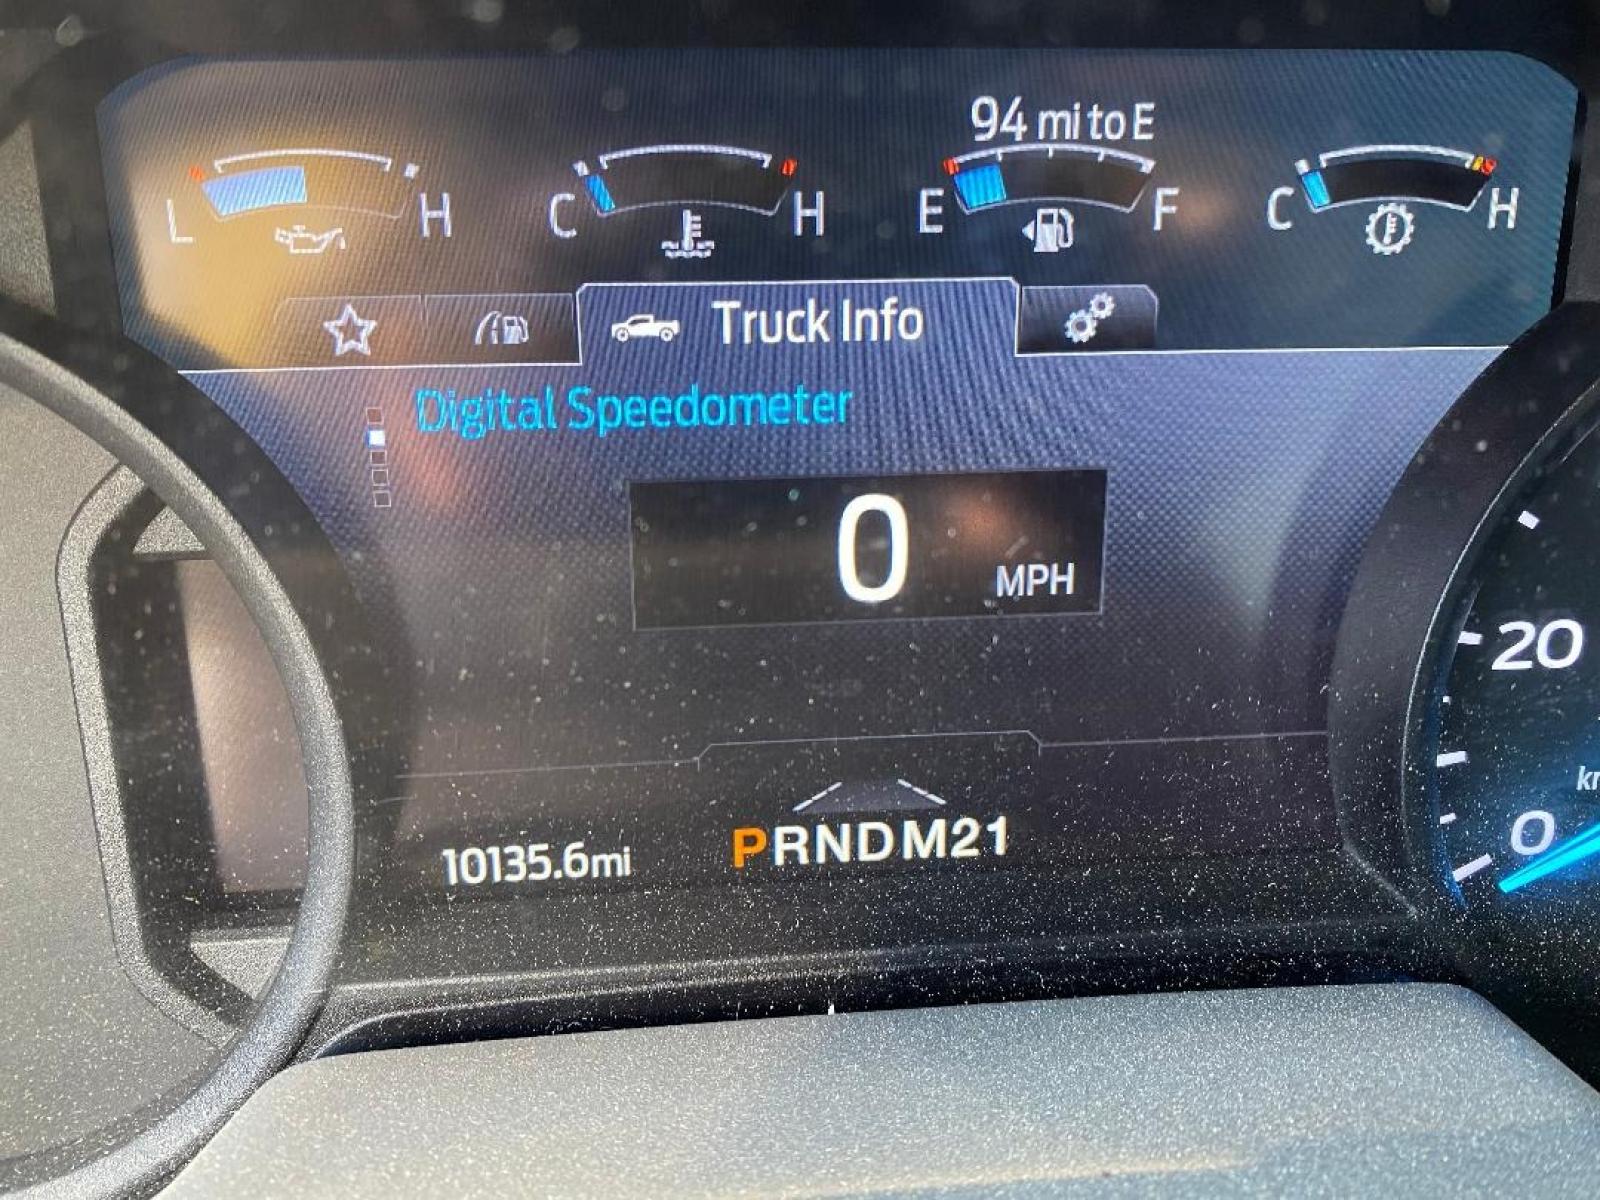 94 mi to E
L H C H E F C H
Truck Info
Digital Speedometer
0 MPH
20
0
10135.6mi
PRNDM21